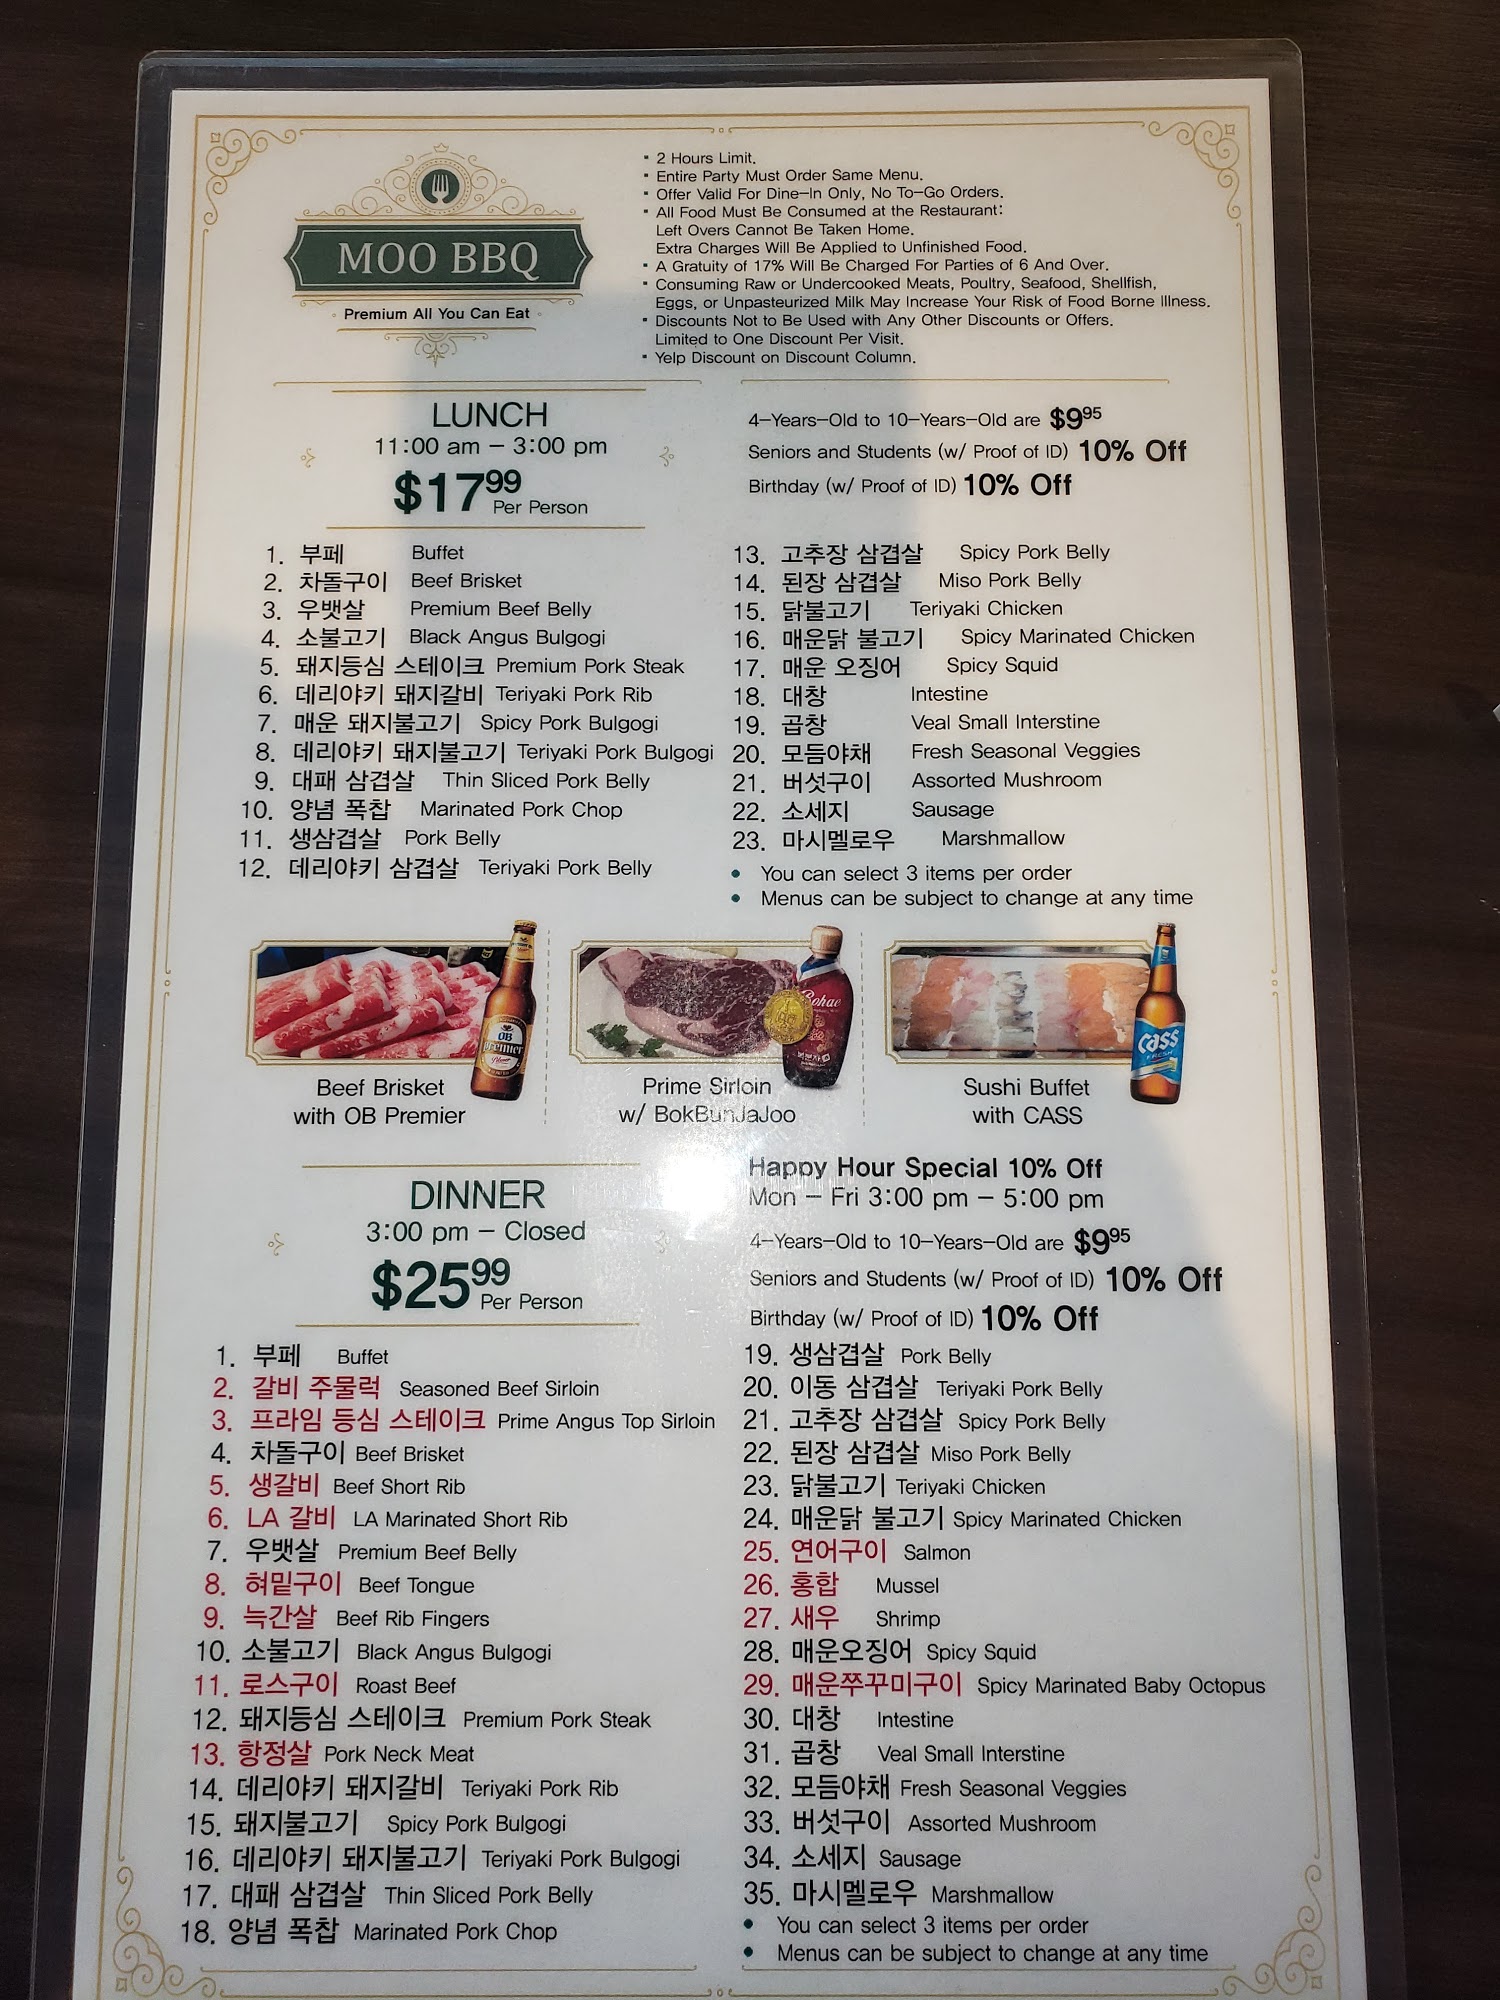 MOO BBQ
Premium All You Can Eat
2 Hours Limit.
Entire Party Must Order Same Menu.
Offer Valid For Dine-In Only, No To-Go Orders.
All Food Must Be Consumed at the Restaurant:
Left Overs Cannot Be Taken Home.
Extra Charges Will Be Applied to Unfinished Food.
A Gratuity of 17% Will Be Charged For Parties of 6 And Over.
Consuming Raw or Undercooked Meats, Poultry, Seafood, Shellfish,
Eggs, or Unpasteurized Milk May Increase Your Risk of Food Borne Illness.
Discounts Not to Be Used with Any Other Discounts or Offers.
Limited to One Discount Per Visit.
Yelp Discount on Discount Column.
LUNCH
11:00 am – 3:00 pm
$17.99
Per Person
4-Years-Old to 10-Years-Old are $9.95
Seniors and Students (w/ Proof of ID) 10% Off
Birthday (w/ Proof of ID) 10% Off
1. 부페 Buffet
2. 차돌구이 Beef Brisket
3. 우뱃살 Premium Beef Belly
4. 소불고기 Black Angus Bulgogi
5. 돼지등심 스테이크 Premium Pork Steak
6. 데리야키 돼지갈비 Teriyaki Pork Rib
7. 매운 돼지불고기 Spicy Pork Bulgogi
8. 데리야키 돼지불고기 Teriyaki Pork Bulgogi
9. 대패 삼겹살 Thin Sliced Pork Belly
10. 양념 폭찹 Marinated Pork Chop
11. 생삼겹살 Pork Belly
12. 데리야키 삼겹살 Teriyaki Pork Belly
13. 고추장 삼겹살 Spicy Pork Belly
14. 된장 삼겹살 Miso Pork Belly
15. 닭불고기 Teriyaki Chicken
16. 매운닭 불고기 Spicy Marinated Chicken
17. 매운 오징어 Spicy Squid
18. 대창 Intestine
19. 곱창 Veal Small Interstine
20. 모듬야채 Fresh Seasonal Veggies
21. 버섯구이 Assorted Mushroom
22. 소세지 Sausage
23. 마시멜로우 Marshmallow
You can select 3 items per order
Menus can be subject to change at any time
OB
Premier
Bohae
복분자
Cass
FRESH
Beef Brisket
with OB Premier
Prime Sirloin
w/ BokBunJaJoo
Sushi Buffet
with CASS
DINNER
3:00 pm – Closed
$25.99
Per Person
Happy Hour Special 10% Off
Mon – Fri 3:00 pm – 5:00 pm
4-Years-Old to 10-Years-Old are $9.95
Seniors and Students (w/ Proof of ID) 10% Off
Birthday (w/ Proof of ID) 10% Off
1. 부페 Buffet
2. 갈비 주물럭 Seasoned Beef Sirloin
3. 프라임 등심 스테이크 Prime Angus Top Sirloin
4. 차돌구이 Beef Brisket
5. 생갈비 Beef Short Rib
6. LA 갈비 LA Marinated Short Rib
7. 우뱃살 Premium Beef Belly
8. 혀밑구이 Beef Tongue
9. 늑간살 Beef Rib Fingers
10. 소불고기 Black Angus Bulgogi
11. 로스구이 Roast Beef
12. 돼지등심 스테이크 Premium Pork Steak
13. 항정살 Pork Neck Meat
14. 데리야키 돼지갈비 Teriyaki Pork Rib
15. 돼지불고기 Spicy Pork Bulgogi
16. 데리야키 돼지불고기 Teriyaki Pork Bulgogi
17. 대패 삼겹살 Thin Sliced Pork Belly
18. 양념 폭찹 Marinated Pork Chop
19. 생삼겹살 Pork Belly
20. 이동 삼겹살 Teriyaki Pork Belly
21. 고추장 삼겹살 Spicy Pork Belly
22. 된장 삼겹살 Miso Pork Belly
23. 닭불고기 Teriyaki Chicken
24. 매운닭 불고기 Spicy Marinated Chicken
25. 연어구이 Salmon
26. 홍합 Mussel
27. 새우 Shrimp
28. 매운오징어 Spicy Squid
29. 매운쭈꾸미구이 Spicy Marinated Baby Octopus
30. 대창 Intestine
31. 곱창 Veal Small Interstine
32. 모듬야채 Fresh Seasonal Veggies
33. 버섯구이 Assorted Mushroom
34. 소세지 Sausage
35. 마시멜로우 Marshmallow
You can select 3 items per order
Menus can be subject to change at any time